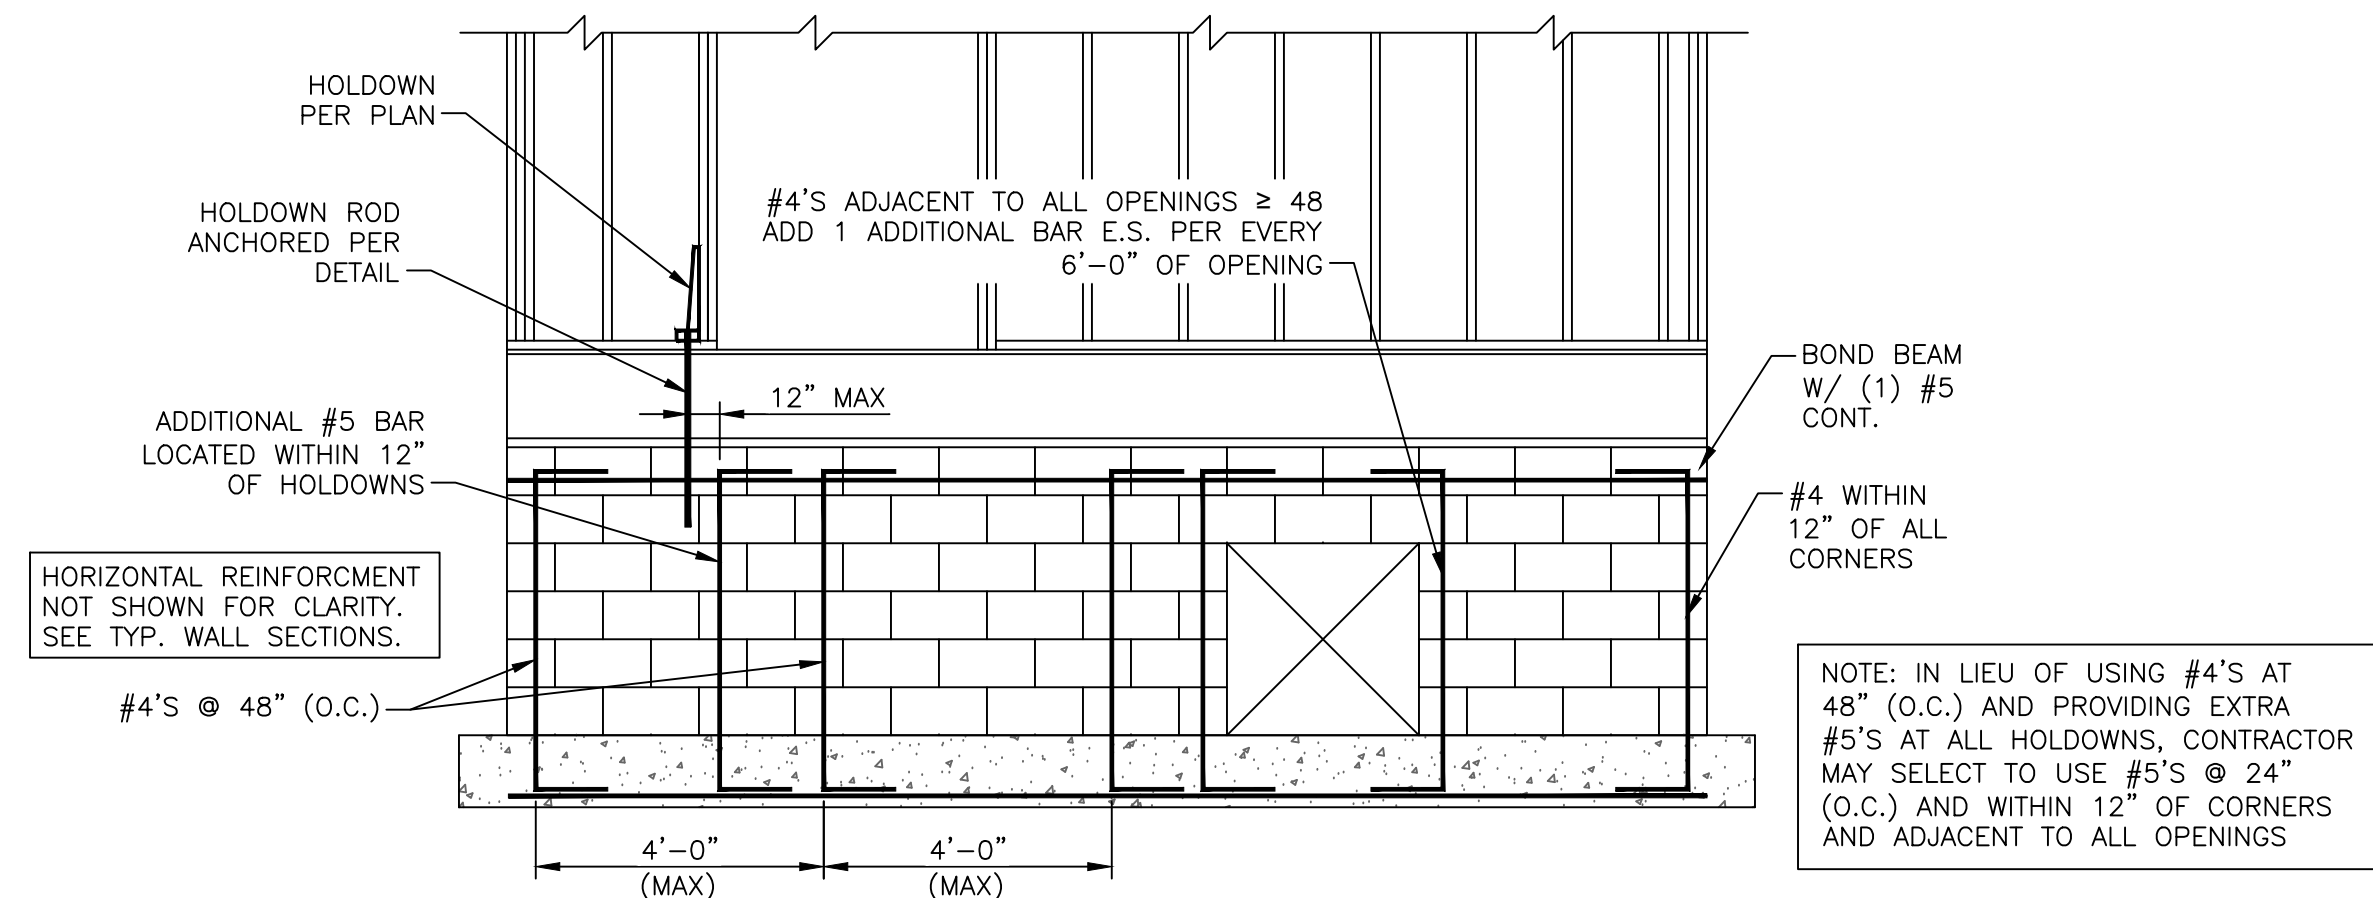 HOLDOWN
PER PLAN
HOLDOWN ROD
ANCHORED PER
DETAIL
#4'S ADJACENT TO ALL OPENINGS ≥ 48
ADD 1 ADDITIONAL BAR E.S. PER EVERY
6'-0" OF OPENING
12" MAX
BOND BEAM
W/ (1) #5
CONT.
ADDITIONAL #5 BAR
LOCATED WITHIN 12"
OF HOLDOWNS
#4 WITHIN
12" OF ALL
CORNERS
HORIZONTAL REINFORCMENT
NOT SHOWN FOR CLARITY.
SEE TYP. WALL SECTIONS.
#4'S @ 48" (O.C.)
NOTE: IN LIEU OF USING #4'S AT
48" (O.C.) AND PROVIDING EXTRA
#5'S AT ALL HOLDOWNS, CONTRACTOR
MAY SELECT TO USE #5'S @ 24"
(O.C.) AND WITHIN 12" OF CORNERS
AND ADJACENT TO ALL OPENINGS
4'-0"
(MAX)
4'-0"
(MAX)